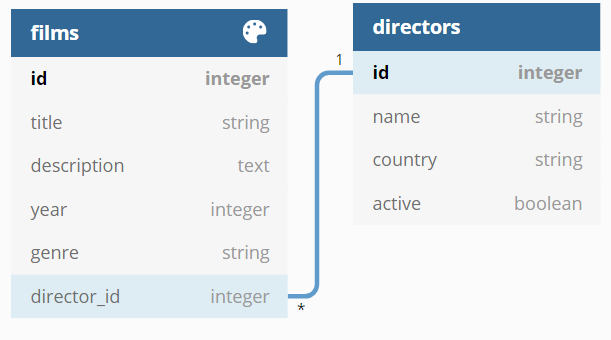 films
id integer
title string
description text
year integer
genre string
director_id integer
1
*
directors
id integer
name string
country string
active boolean